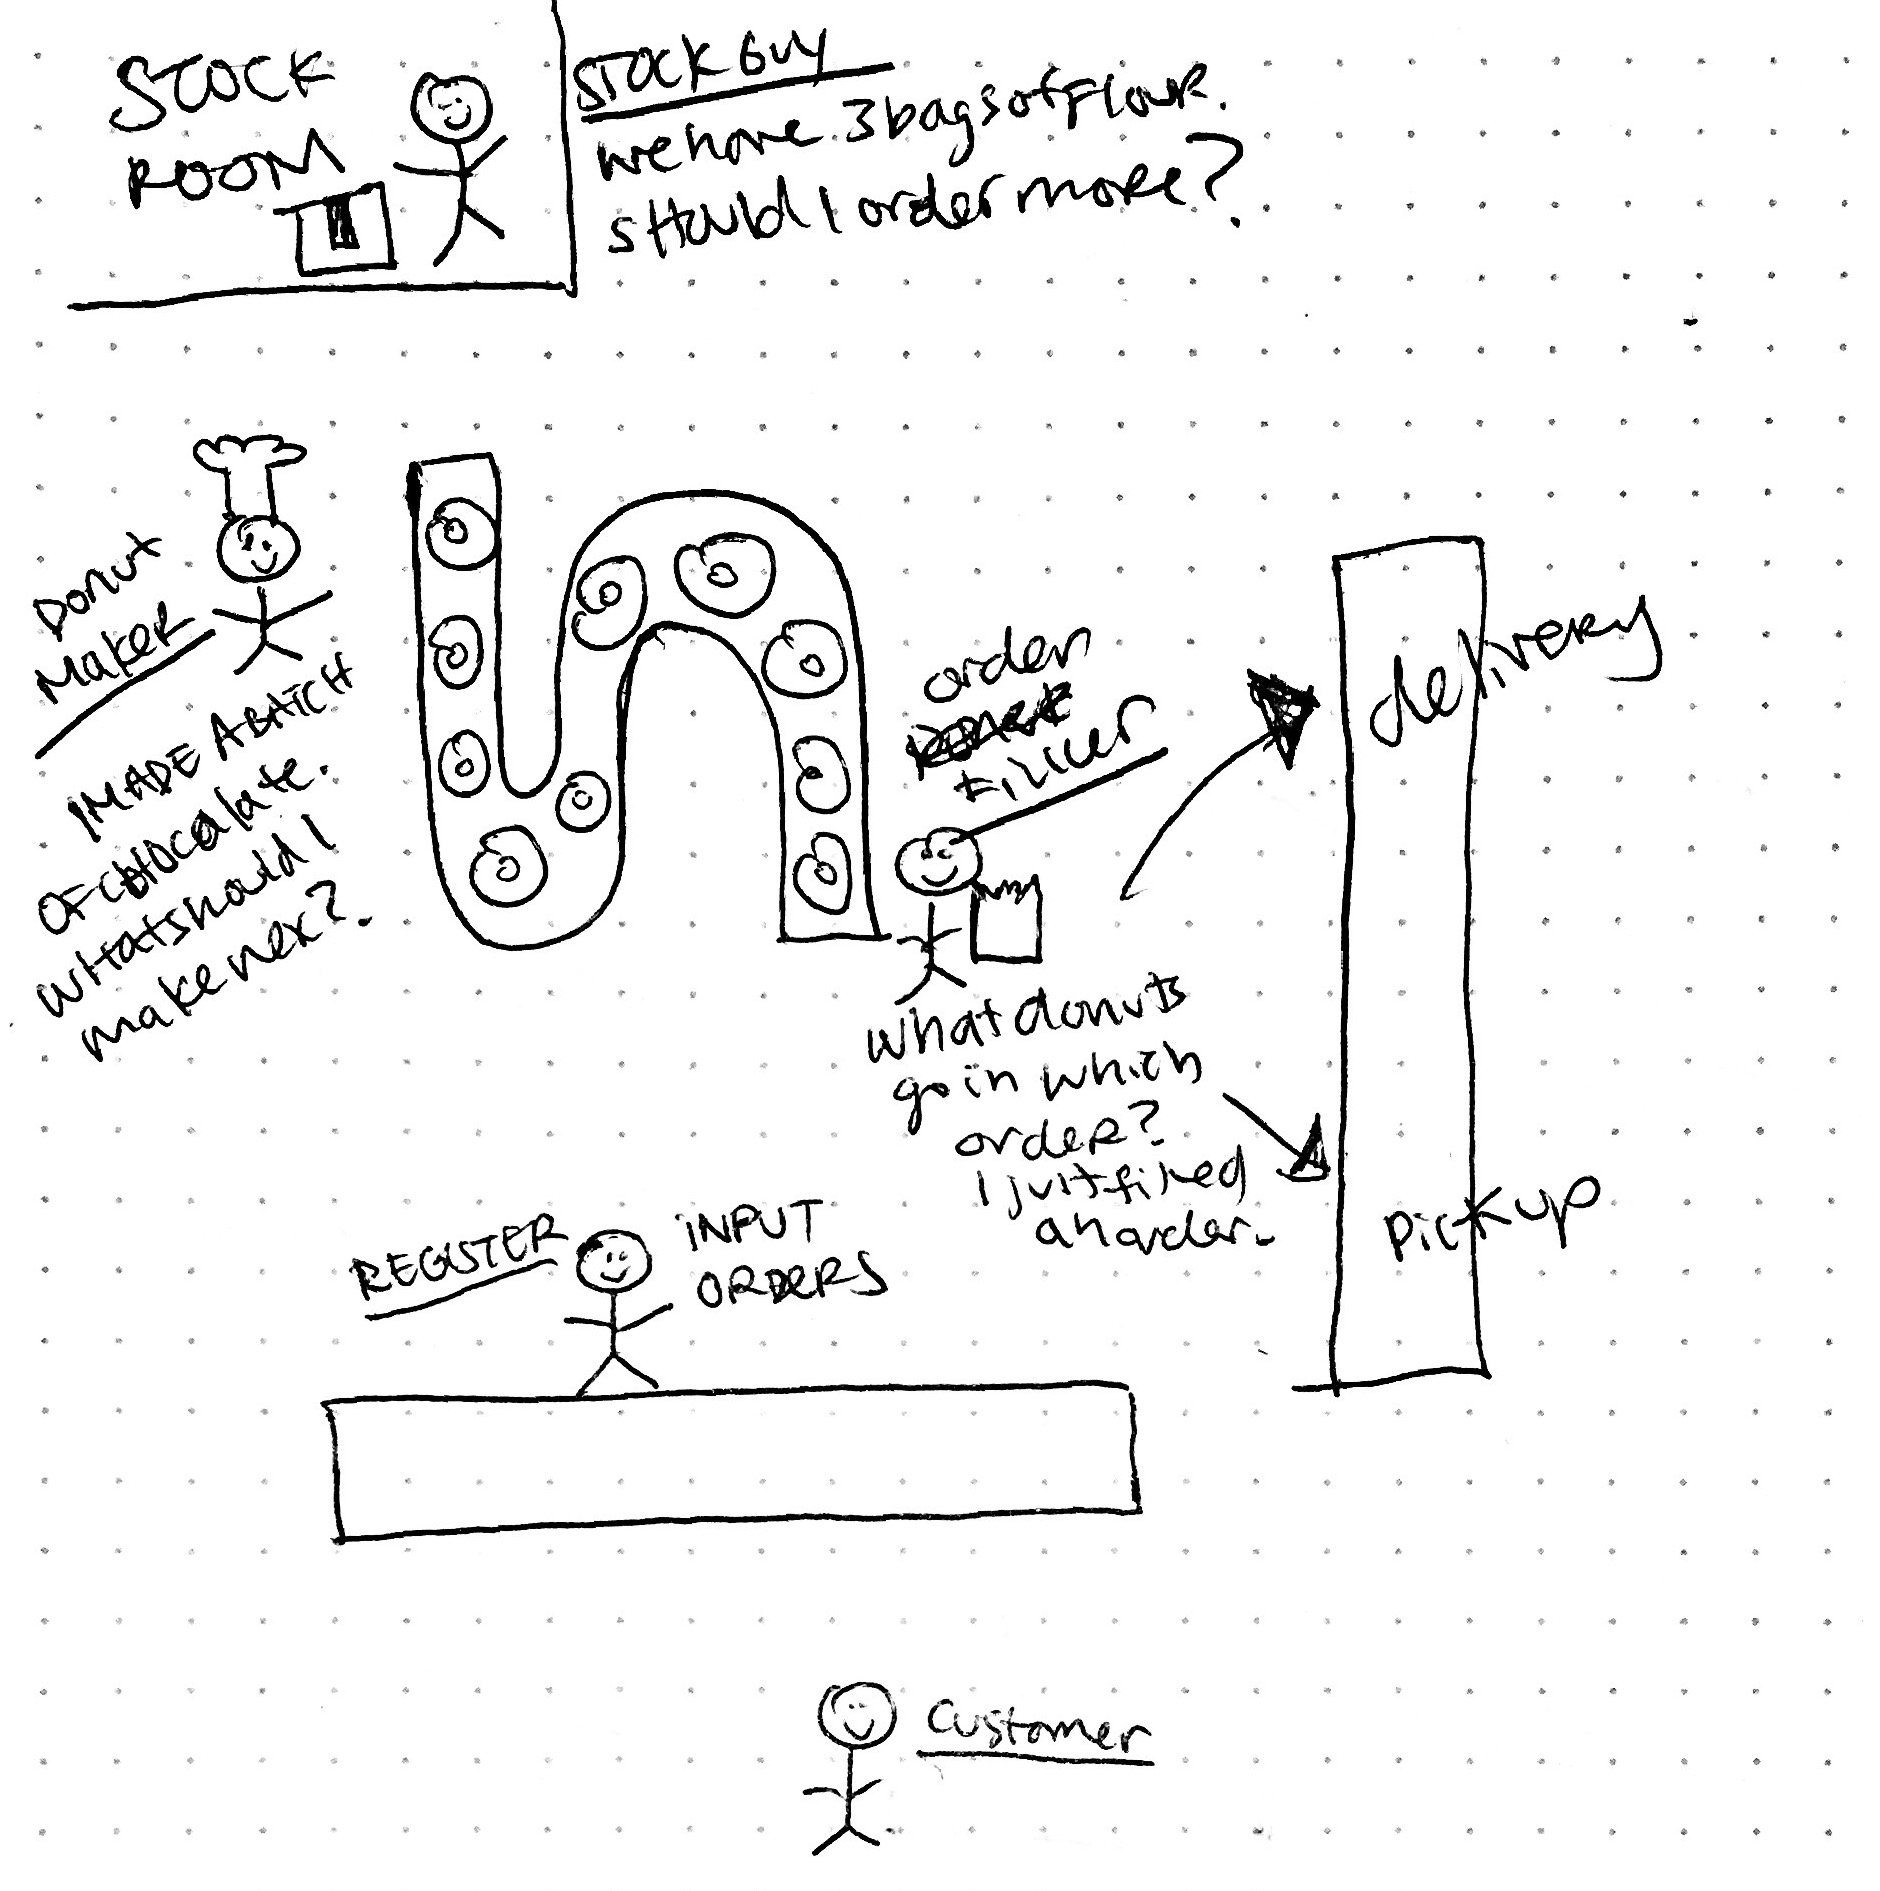 STOCK
ROOM
STOCK GUY
we have 3 bags of flour.
should I order more?
Donut
Maker
I MADE A BATCH
OF CHOCOLATE.
WHAT should I
make nex?.
order
Filler
delivery
what donuts
go in which
order?
I just filled
an order.
Pickup
REGISTER
INPUT
ORDERS
Customer